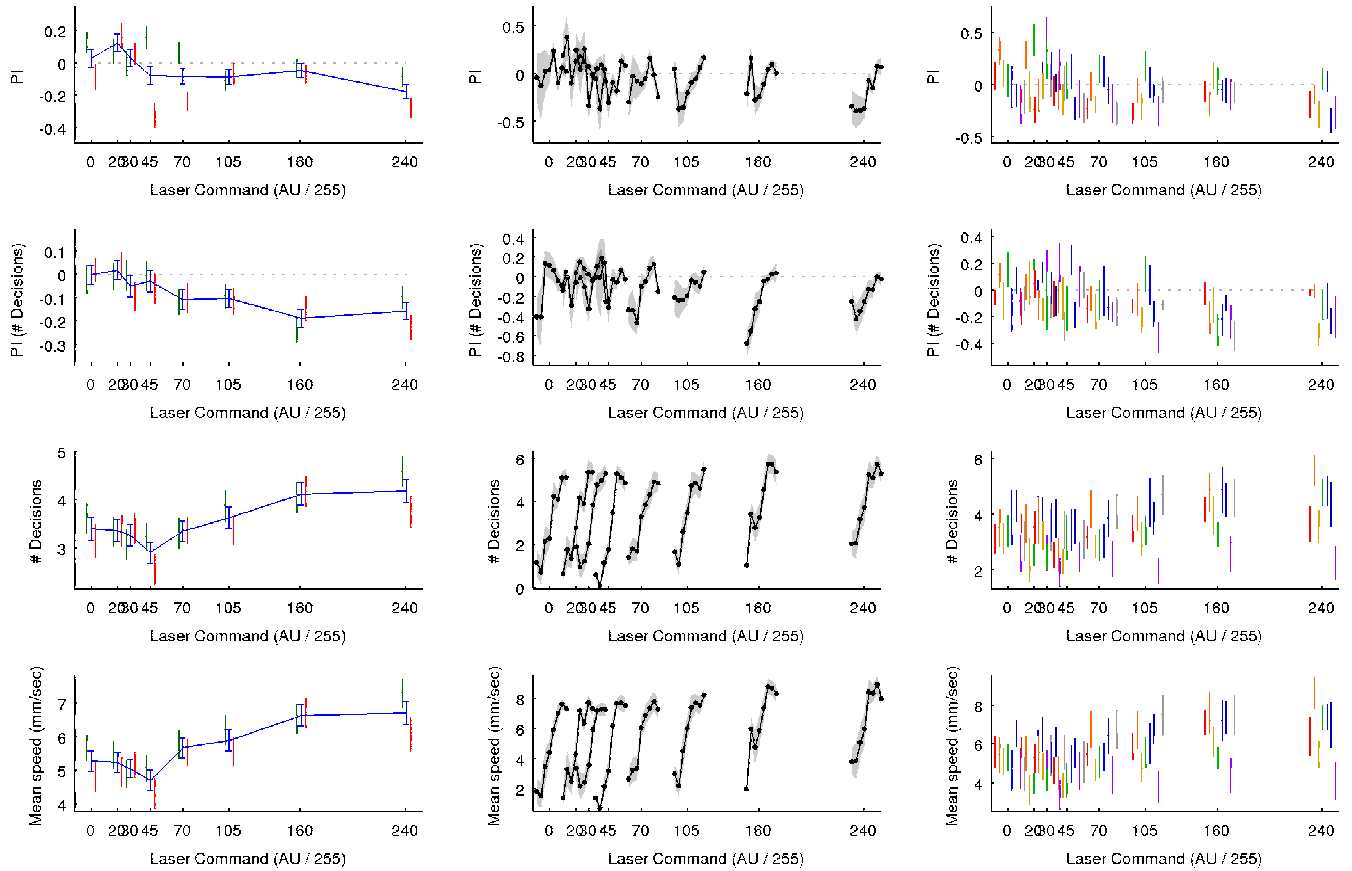 PI
0.2
0
-0.2
-0.4
0 20 30 45 70 105 160 240
Laser Command (AU / 255)
PI
0.5
0
-0.5
0 20 30 45 70 105 160 240
Laser Command (AU / 255)
PI
0.5
0
-0.5
0 20 30 45 70 105 160 240
Laser Command (AU / 255)
PI (# Decisions)
0.1
0
-0.1
-0.2
-0.3
0 20 30 45 70 105 160 240
Laser Command (AU / 255)
PI (# Decisions)
0.4
0.2
0
-0.2
-0.4
-0.6
-0.8
0 20 30 45 70 105 160 240
Laser Command (AU / 255)
PI (# Decisions)
0.4
0.2
0
-0.2
-0.4
0 20 30 45 70 105 160 240
Laser Command (AU / 255)
# Decisions
5
4
3
0 20 30 45 70 105 160 240
Laser Command (AU / 255)
# Decisions
6
4
2
0
0 20 30 45 70 105 160 240
Laser Command (AU / 255)
# Decisions
6
4
2
0 20 30 45 70 105 160 240
Laser Command (AU / 255)
Mean speed (mm/sec)
7
6
5
4
0 20 30 45 70 105 160 240
Laser Command (AU / 255)
Mean speed (mm/sec)
8
6
4
2
0 20 30 45 70 105 160 240
Laser Command (AU / 255)
Mean speed (mm/sec)
8
6
4
0 20 30 45 70 105 160 240
Laser Command (AU / 255)